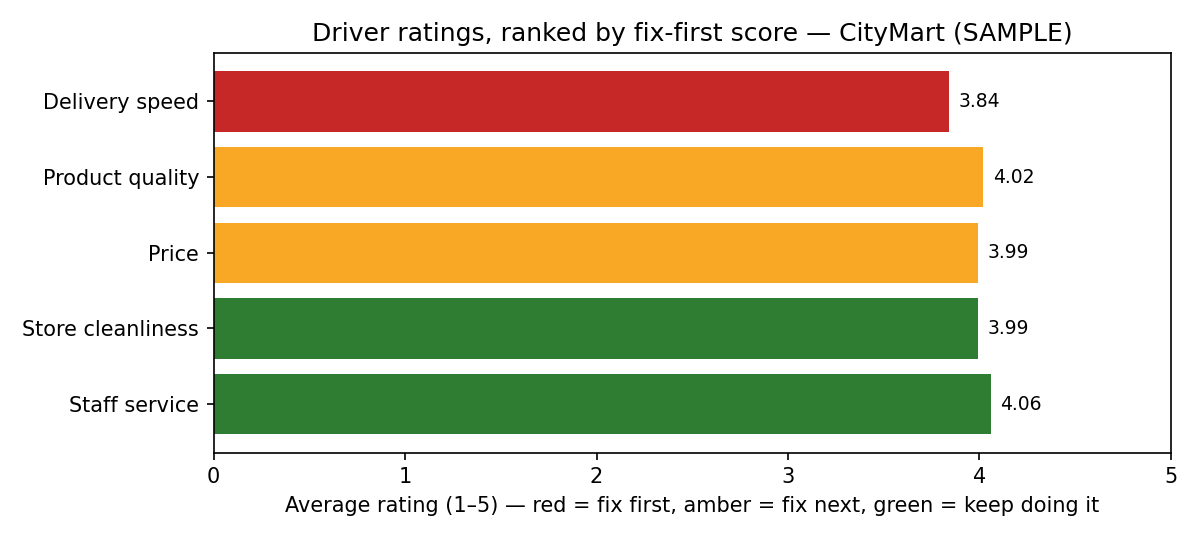 Driver ratings, ranked by fix-first score — CityMart (SAMPLE)
Delivery speed 3.84
Product quality 4.02
Price 3.99
Store cleanliness 3.99
Staff service 4.06
0 1 2 3 4 5
Average rating (1–5) — red = fix first, amber = fix next, green = keep doing it